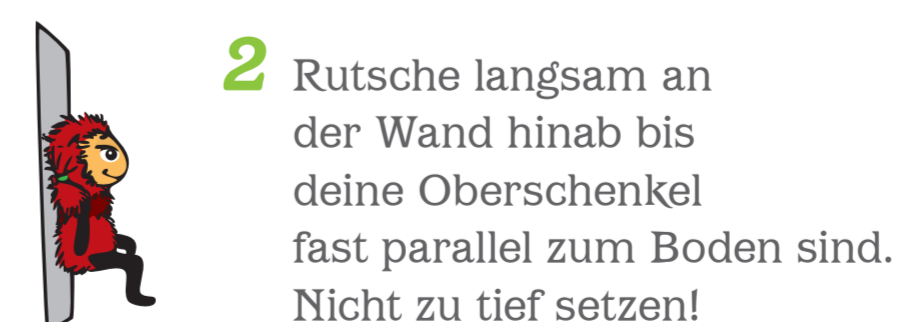 2 Rutsche langsam an
der Wand hinab bis
deine Oberschenkel
fast parallel zum Boden sind.
Nicht zu tief setzen!